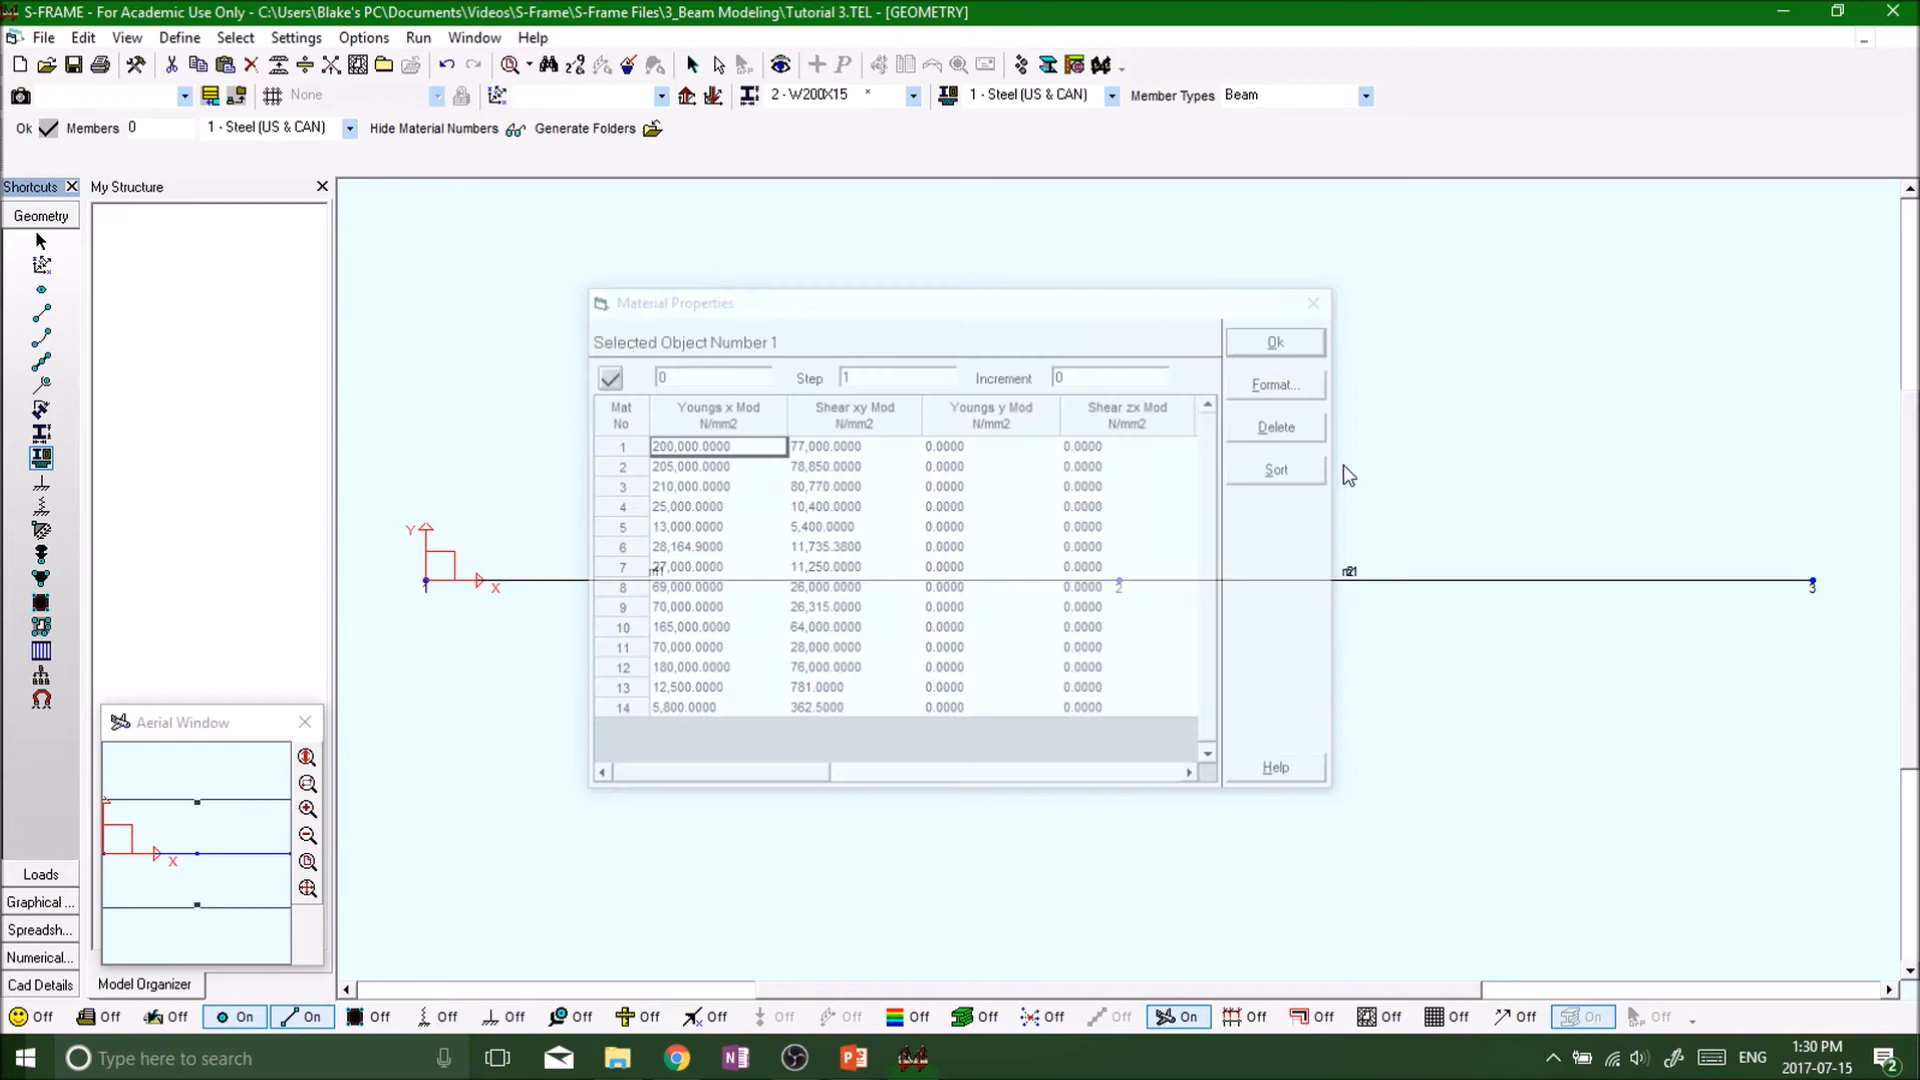 S-FRAME - For Academic Use Only - C:\Users\Blake's PC\Documents\Videos\S-Frame\S-Frame Files\3_Beam Modeling\Tutorial 3.TEL - [GEOMETRY]
File Edit View Define Select Settings Options Run Window Help
None 2 - W200X15 * 1 - Steel (US & CAN) Member Types Beam
Ok Members 0 1 - Steel (US & CAN) Hide Material Numbers Generate Folders
Shortcuts My Structure
Geometry
Material Properties
Selected Object Number 1
0 Step 1 Increment 0
Mat No Youngs x Mod N/mm2 Shear xy Mod N/mm2 Youngs y Mod N/mm2 Shear zx Mod N/mm2
1 200,000.0000 77,000.0000 0.0000 0.0000
2 205,000.0000 78,850.0000 0.0000 0.0000
3 210,000.0000 80,770.0000 0.0000 0.0000
4 25,000.0000 10,400.0000 0.0000 0.0000
5 13,000.0000 5,400.0000 0.0000 0.0000
6 28,164.9000 11,735.3800 0.0000 0.0000
7 27,000.0000 11,250.0000 0.0000 0.0000
8 69,000.0000 26,000.0000 0.0000 0.0000
9 70,000.0000 26,315.0000 0.0000 0.0000
10 165,000.0000 64,000.0000 0.0000 0.0000
11 70,000.0000 28,000.0000 0.0000 0.0000
12 180,000.0000 76,000.0000 0.0000 0.0000
13 12,500.0000 781.0000 0.0000 0.0000
14 5,800.0000 362.5000 0.0000 0.0000
Ok
Format...
Delete
Sort
Help
Y
X
1
2
3
Aerial Window
X
Loads
Graphical ...
Spreadsh...
Numerical...
Cad Details
Model Organizer
Off Off Off On On Off Off Off Off Off Off Off Off Off Off Off Off On Off Off Off Off Off On Off
Type here to search
ENG
1:30 PM
2017-07-15
2